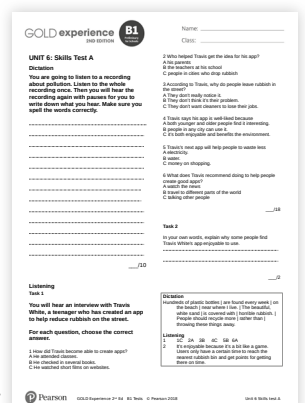 GOLD experience
2ND EDITION
B1
Name:
Class:
UNIT 6: Skills Test A
Dictation
You are going to listen to a recording
about pollution. Listen to the whole
recording once. Then you will hear the
recording again with pauses for you to
write down what you hear. Make sure you
spell the words correctly.
___/10
Listening
Task 1
You will hear an interview with Travis
White, a teenager who has created an app
to help reduce rubbish on the street.
For each question, choose the correct
answer.
1 How did Travis become able to create apps?
A He attended classes.
B He checked in several books.
C He watched short films on websites.
2 Who helped Travis get the idea for his app?
A his parents
B the teachers at his school
C people in cities who drop rubbish
3 According to Travis, why do people leave rubbish in
the street?
A They don't really notice it.
B They don't think it's their problem.
C They don't want cleaners to lose their jobs.
4 Travis says his app is well-liked because
A both younger and older people find it interesting.
B people in any city can use it.
C it's both enjoyable and benefits the environment.
5 Travis's next app will help people to waste less
A electricity.
B water.
C money on shopping.
6 What does Travis recommend doing to help people
create good apps?
A watch the news
B travel to different parts of the world
C talking other people
___/18
Task 2
In your own words, explain why some people find
Travis White's app enjoyable to use.
___/2
Dictation
Hundreds of plastic bottles | are found every week | on
the beach | near where I live. | The beautiful,
white sand | is covered with | horrible rubbish. |
People should recycle more | rather than |
throwing these things away.
Listening
1 1C 2A 3B 4C 5B 6A
2 It's enjoyable because it's a bit like a game.
Users only have a certain time to reach the
nearest rubbish bin and get points for getting
there on time.
Pearson
GOLD Experience 2nd Ed B1 Tests © Pearson 2019
Unit 6 Skills test A